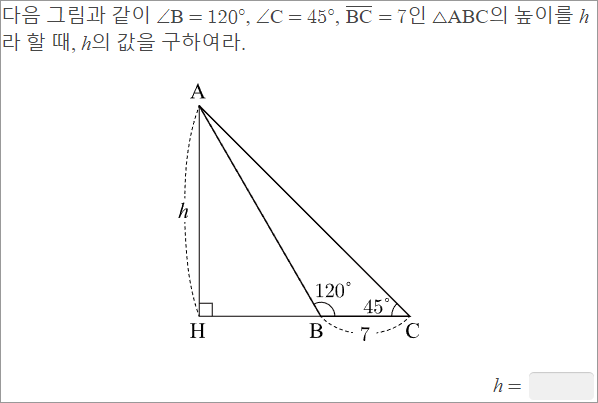 다음 그림과 같이 ∠B = 120°, ∠C = 45°, B͞C͞ = 7인 △ABC의 높이를 h
라 할 때, h의 값을 구하여라.
A
h
120°
45°
H
B
7
C
h =